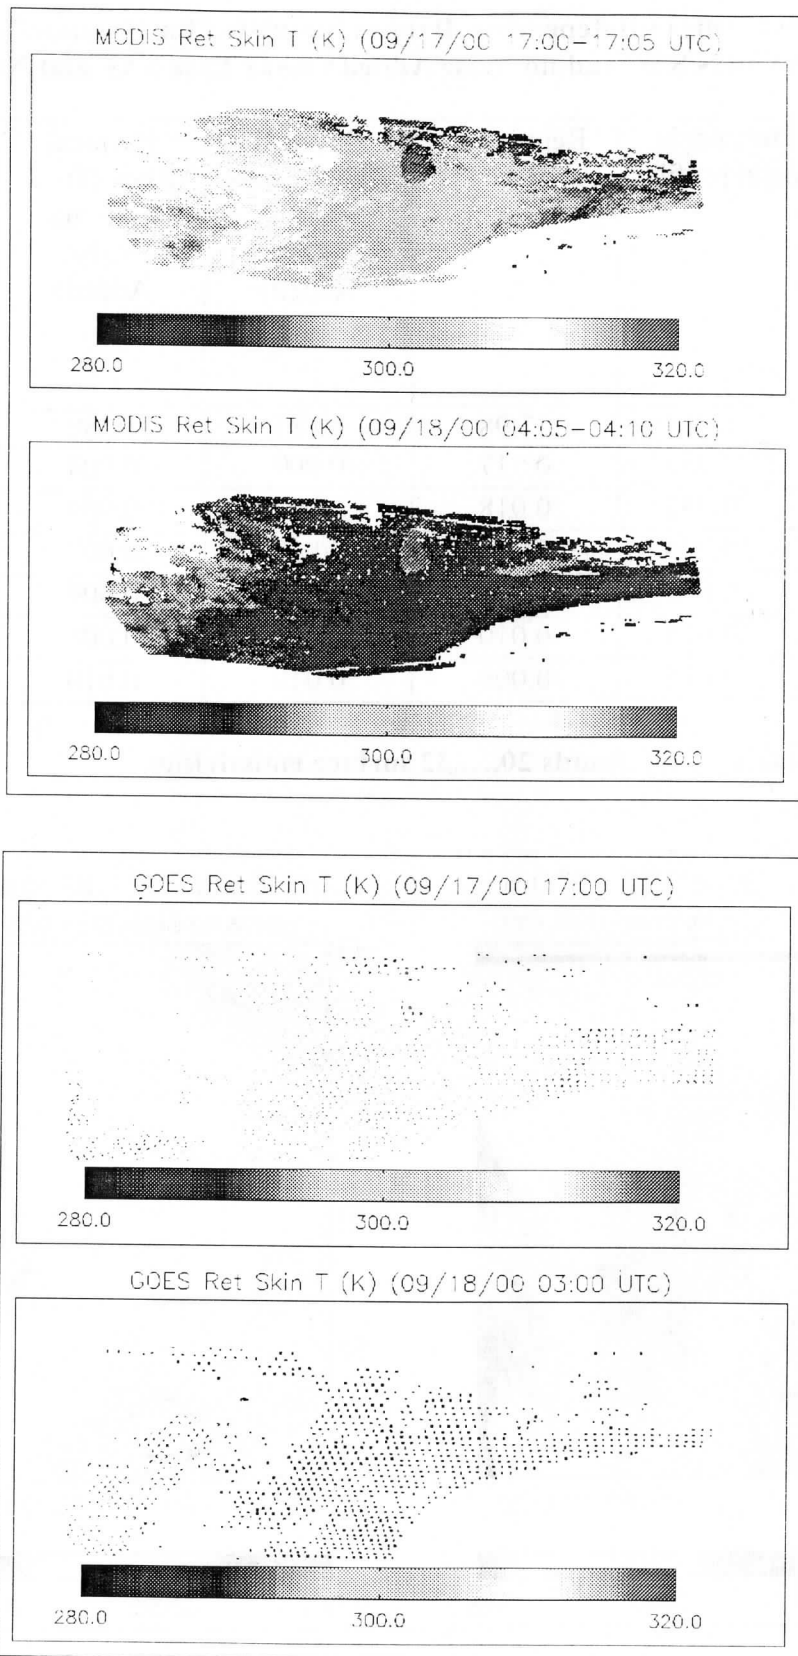 MODIS Ret Skin T (K) (09/17/00 17:00-17:05 UTC)
280.0 300.0 320.0
MODIS Ret Skin T (K) (09/18/00 04:05-04:10 UTC)
280.0 300.0 320.0
GOES Ret Skin T (K) (09/17/00 17:00 UTC)
280.0 300.0 320.0
GOES Ret Skin T (K) (09/18/00 03:00 UTC)
280.0 300.0 320.0